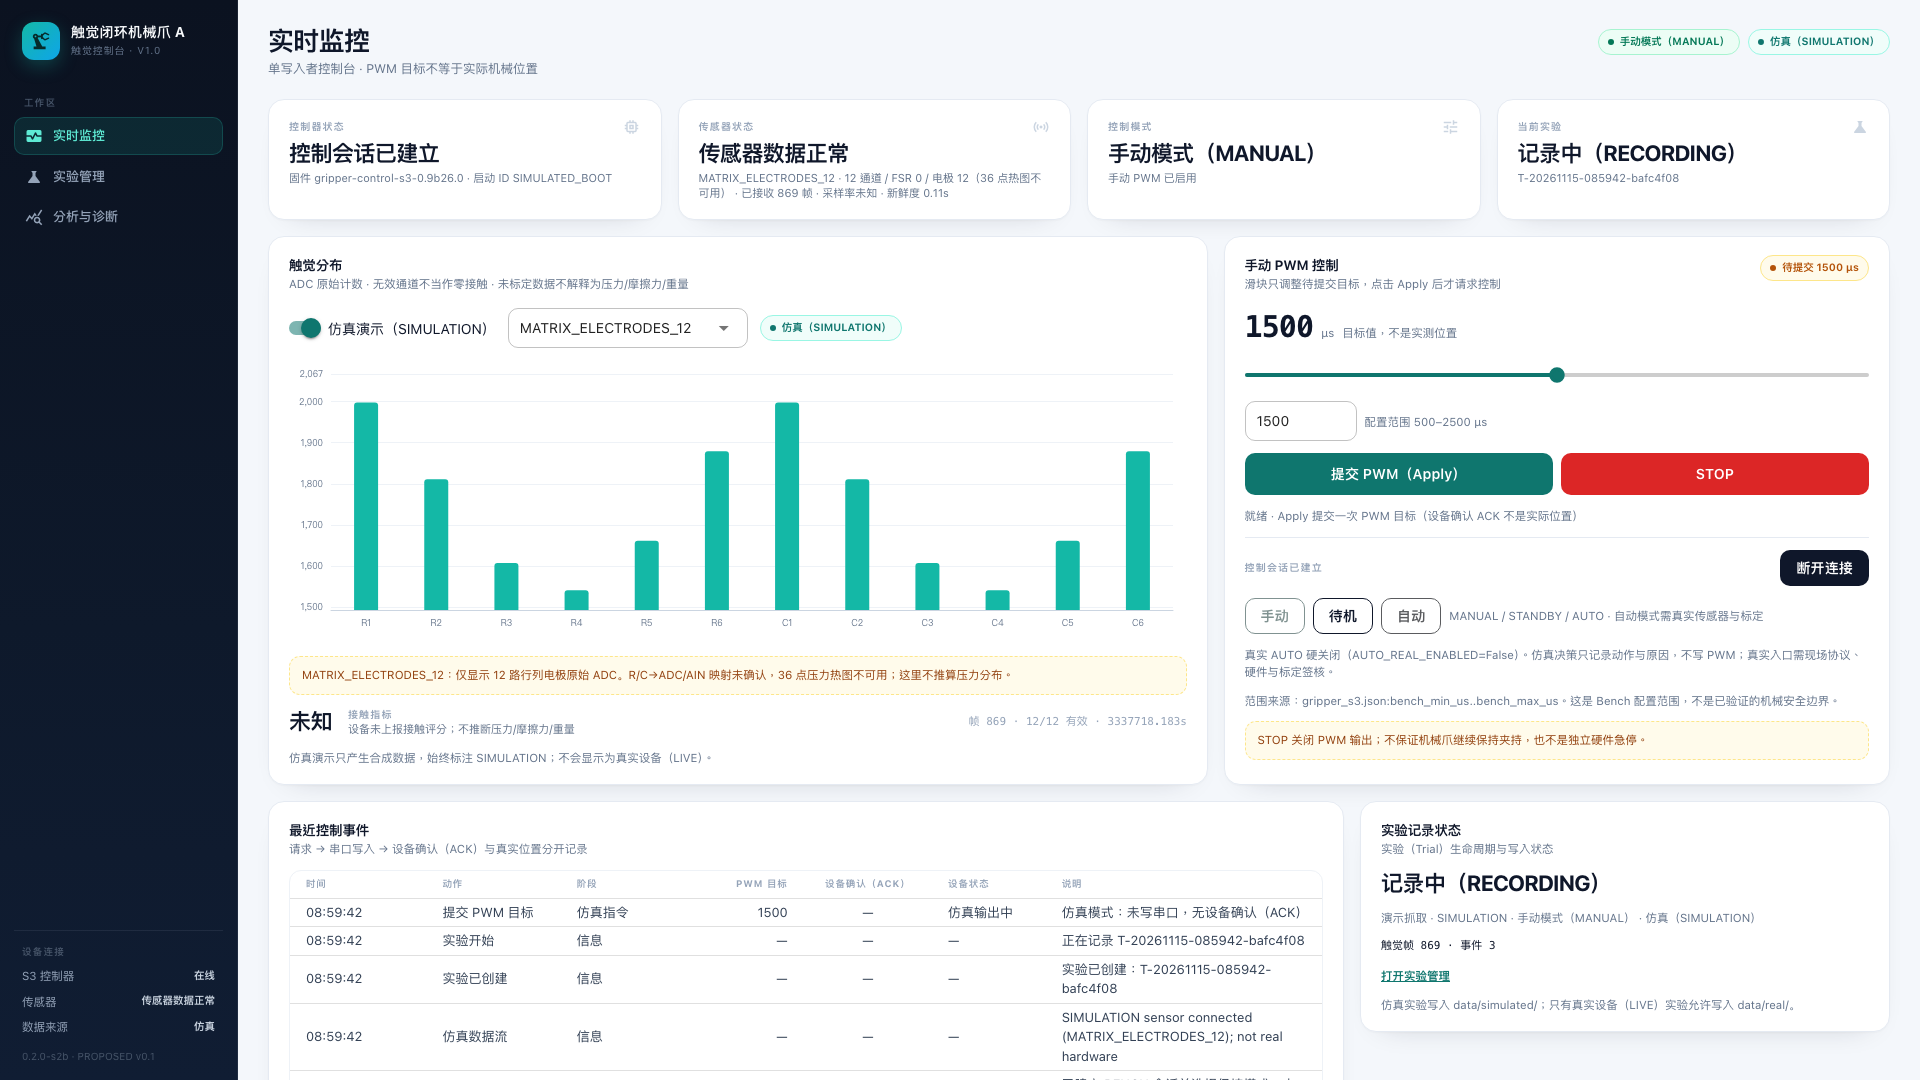 触觉闭环机械爪 A
触觉控制台 · V1.0
工作区
实时监控
实验管理
分析与诊断
设备连接
S3 控制器 在线
传感器 传感器数据正常
数据来源 仿真
0.2.0-s2b · PROPOSED v0.1
实时监控
单写入者控制台 · PWM 目标不等于实际机械位置
手动模式（MANUAL）
仿真（SIMULATION）
控制器状态
控制会话已建立
固件 gripper-control-s3-0.9b26.0 · 启动 ID SIMULATED_BOOT
传感器状态
传感器数据正常
MATRIX_ELECTRODES_12 · 12 通道 / FSR 0 / 电极 12（36 点热图不
可用） · 已接收 869 帧 · 采样率未知 · 新鲜度 0.11s
控制模式
手动模式（MANUAL）
手动 PWM 已启用
当前实验
记录中（RECORDING）
T-20261115-085942-bafc4f08
触觉分布
ADC 原始计数 · 无效通道不当作零接触 · 未标定数据不解释为压力/摩擦力/重量
仿真演示（SIMULATION）
MATRIX_ELECTRODES_12
仿真（SIMULATION）
2,067
2,000
1,900
1,800
1,700
1,600
1,500
R1 R2 R3 R4 R5 R6 C1 C2 C3 C4 C5 C6
MATRIX_ELECTRODES_12：仅显示 12 路行列电极原始 ADC。R/C→ADC/AIN 映射未确认，36 点压力热图不可用；这里不推算压力分布。
未知
接触指标
设备未上报接触评分；不推断压力/摩擦力/重量
帧 869 · 12/12 有效 · 3337718.183s
仿真演示只产生合成数据，始终标注 SIMULATION；不会显示为真实设备（LIVE）。
手动 PWM 控制
滑块只调整待提交目标，点击 Apply 后才请求控制
待提交 1500 µs
1500 µs 目标值，不是实测位置
1500
配置范围 500–2500 µs
提交 PWM（Apply）
STOP
就绪 · Apply 提交一次 PWM 目标（设备确认 ACK 不是实际位置）
控制会话已建立
断开连接
手动
待机
自动
MANUAL / STANDBY / AUTO · 自动模式需真实传感器与标定
真实 AUTO 硬关闭（AUTO_REAL_ENABLED=False）。仿真决策只记录动作与原因，不写 PWM；真实入口需现场协议、
硬件与标定签核。
范围来源：gripper_s3.json:bench_min_us..bench_max_us。这是 Bench 配置范围，不是已验证的机械安全边界。
STOP 关闭 PWM 输出；不保证机械爪继续保持夹持，也不是独立硬件急停。
最近控制事件
请求 → 串口写入 → 设备确认（ACK）与真实位置分开记录
时间 动作 阶段 PWM 目标 设备确认（ACK） 设备状态 说明
08:59:42 提交 PWM 目标 仿真指令 1500 — 仿真输出中 仿真模式：未写串口，无设备确认（ACK）
08:59:42 实验开始 信息 — — — 正在记录 T-20261115-085942-bafc4f08
08:59:42 实验已创建 信息 — — — 实验已创建：T-20261115-085942-
bafc4f08
08:59:42 仿真数据流 信息 — — — SIMULATION sensor connected
(MATRIX_ELECTRODES_12); not real
hardware
实验记录状态
实验（Trial）生命周期与写入状态
记录中（RECORDING）
演示抓取 · SIMULATION · 手动模式（MANUAL） · 仿真（SIMULATION）
触觉帧 869 · 事件 3
打开实验管理
仿真实验写入 data/simulated/；只有真实设备（LIVE）实验允许写入 data/real/。